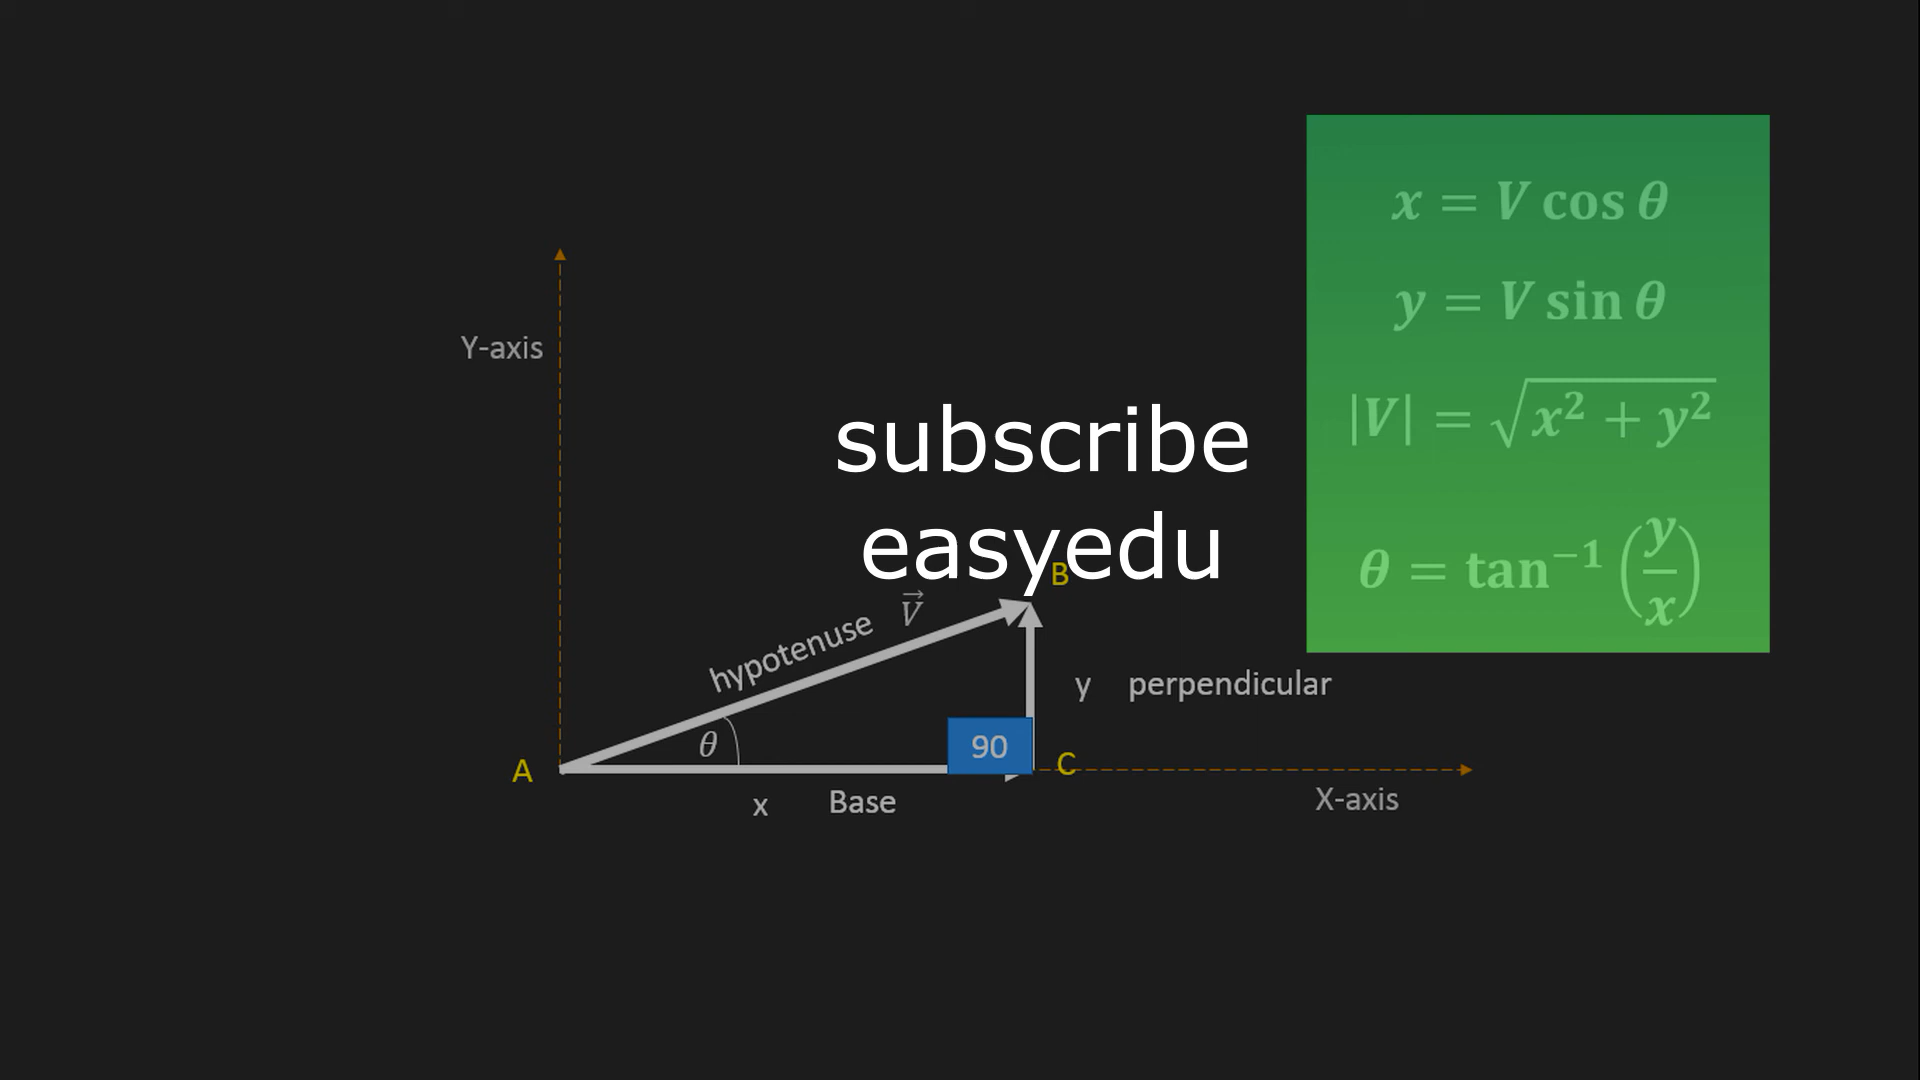 x = V cos θ
y = V sin θ
|V| = √x² + y²
θ = tan⁻¹ (y/x)
Y-axis
subscribe
easyedu
B
hypotenuse V⃗
y perpendicular
θ
90
A
C
x Base
X-axis